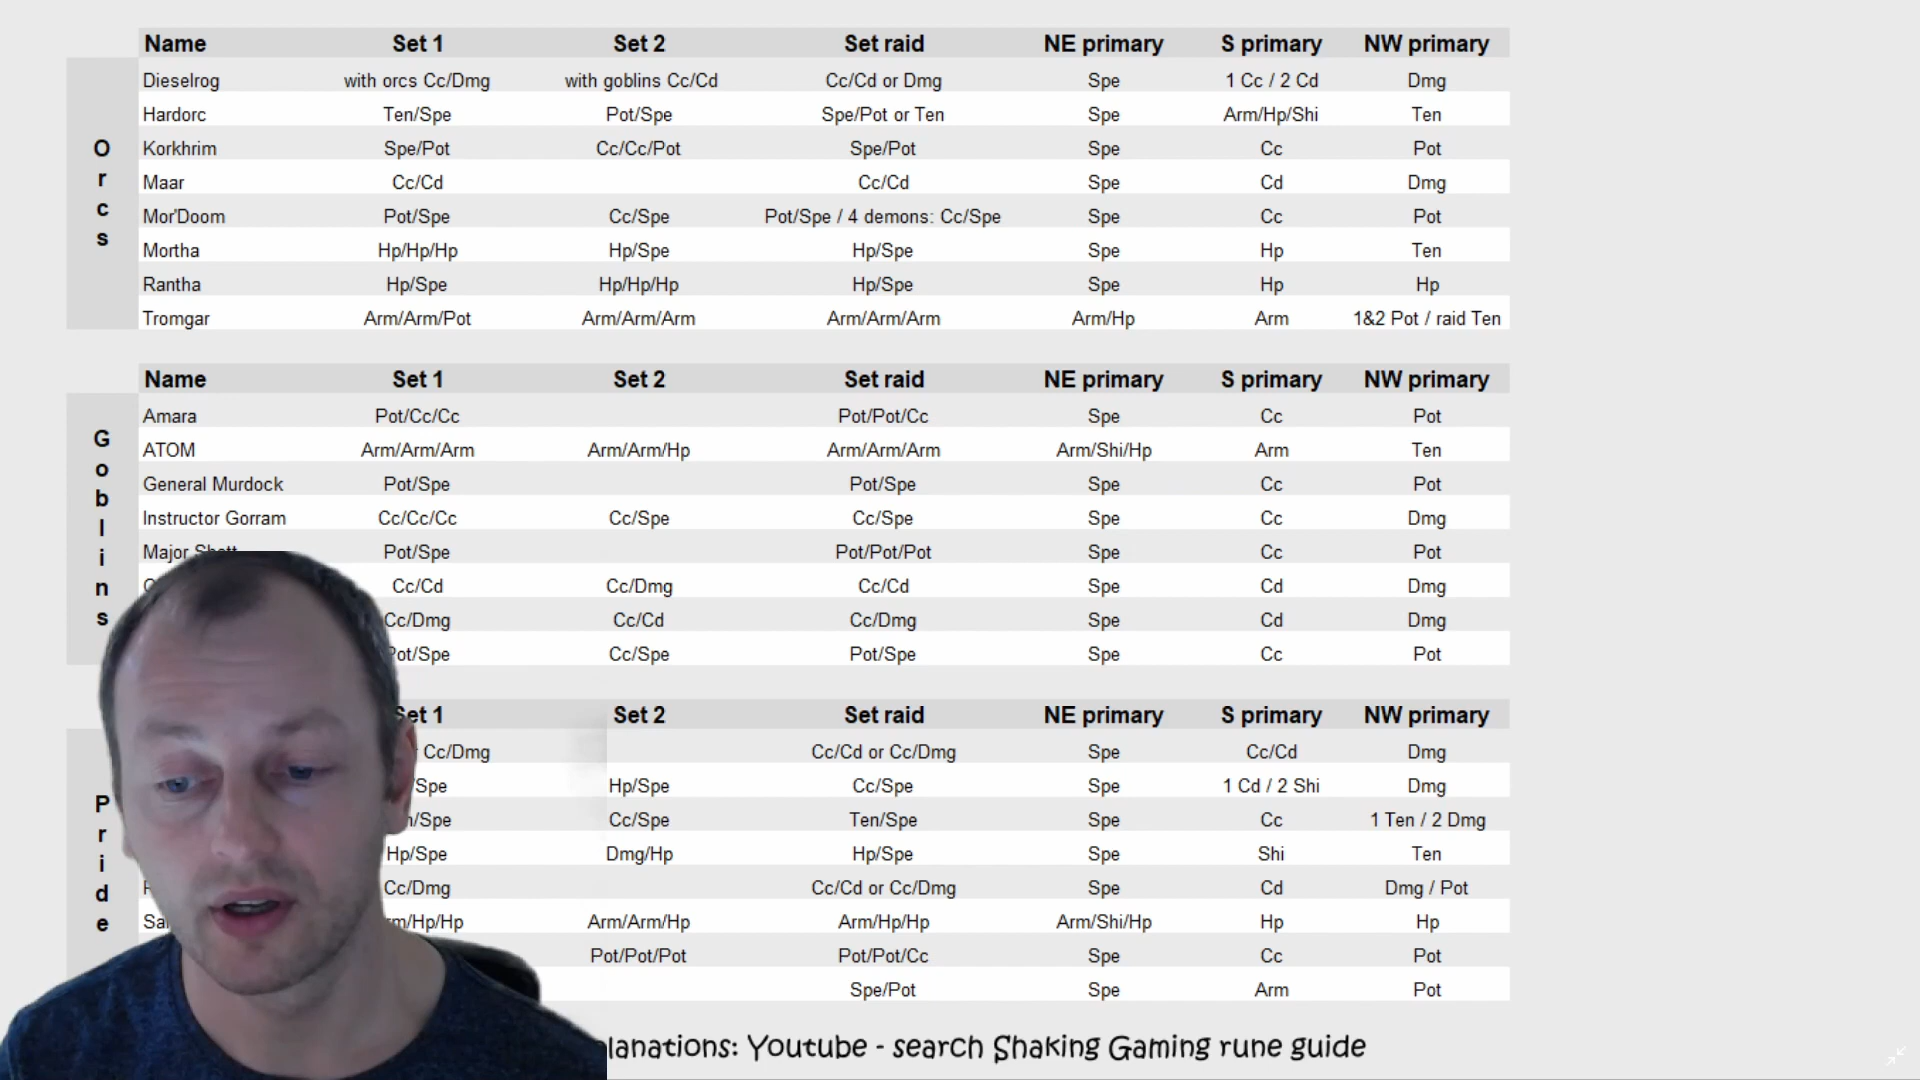 Name Set 1 Set 2 Set raid NE primary S primary NW primary
Orcs
Dieselrog with orcs Cc/Dmg with goblins Cc/Cd Cc/Cd or Dmg Spe 1 Cc / 2 Cd Dmg
Hardorc Ten/Spe Pot/Spe Spe/Pot or Ten Spe Arm/Hp/Shi Ten
Korkhrim Spe/Pot Cc/Cc/Pot Spe/Pot Spe Cc Pot
Maar Cc/Cd Cc/Cd Spe Cd Dmg
Mor'Doom Pot/Spe Cc/Spe Pot/Spe / 4 demons: Cc/Spe Spe Cc Pot
Mortha Hp/Hp/Hp Hp/Spe Hp/Spe Spe Hp Ten
Rantha Hp/Spe Hp/Hp/Hp Hp/Spe Spe Hp Hp
Tromgar Arm/Arm/Pot Arm/Arm/Arm Arm/Arm/Arm Arm/Hp Arm 1&2 Pot / raid Ten
Name Set 1 Set 2 Set raid NE primary S primary NW primary
Goblins
Amara Pot/Cc/Cc Pot/Pot/Cc Spe Cc Pot
ATOM Arm/Arm/Arm Arm/Arm/Hp Arm/Arm/Arm Arm/Shi/Hp Arm Ten
General Murdock Pot/Spe Pot/Spe Spe Cc Pot
Instructor Gorram Cc/Cc/Cc Cc/Spe Cc/Spe Spe Cc Dmg
Major Pot/Spe Pot/Pot/Pot Spe Cc Pot
Cc/Cd Cc/Dmg Cc/Cd Spe Cd Dmg
Cc/Dmg Cc/Cd Cc/Dmg Spe Cd Dmg
Pot/Spe Cc/Spe Pot/Spe Spe Cc Pot
Set 1 Set 2 Set raid NE primary S primary NW primary
Pride
Cc/Dmg Cc/Cd or Cc/Dmg Spe Cc/Cd Dmg
/Spe Hp/Spe Cc/Spe Spe 1 Cd / 2 Shi Dmg
/Spe Cc/Spe Ten/Spe Spe Cc 1 Ten / 2 Dmg
Hp/Spe Dmg/Hp Hp/Spe Spe Shi Ten
Cc/Dmg Cc/Cd or Cc/Dmg Spe Cd Dmg / Pot
m/Hp/Hp Arm/Arm/Hp Arm/Hp/Hp Arm/Shi/Hp Hp Hp
Pot/Pot/Pot Pot/Pot/Cc Spe Cc Pot
Spe/Pot Spe Arm Pot
lanations: Youtube - search Shaking Gaming rune guide